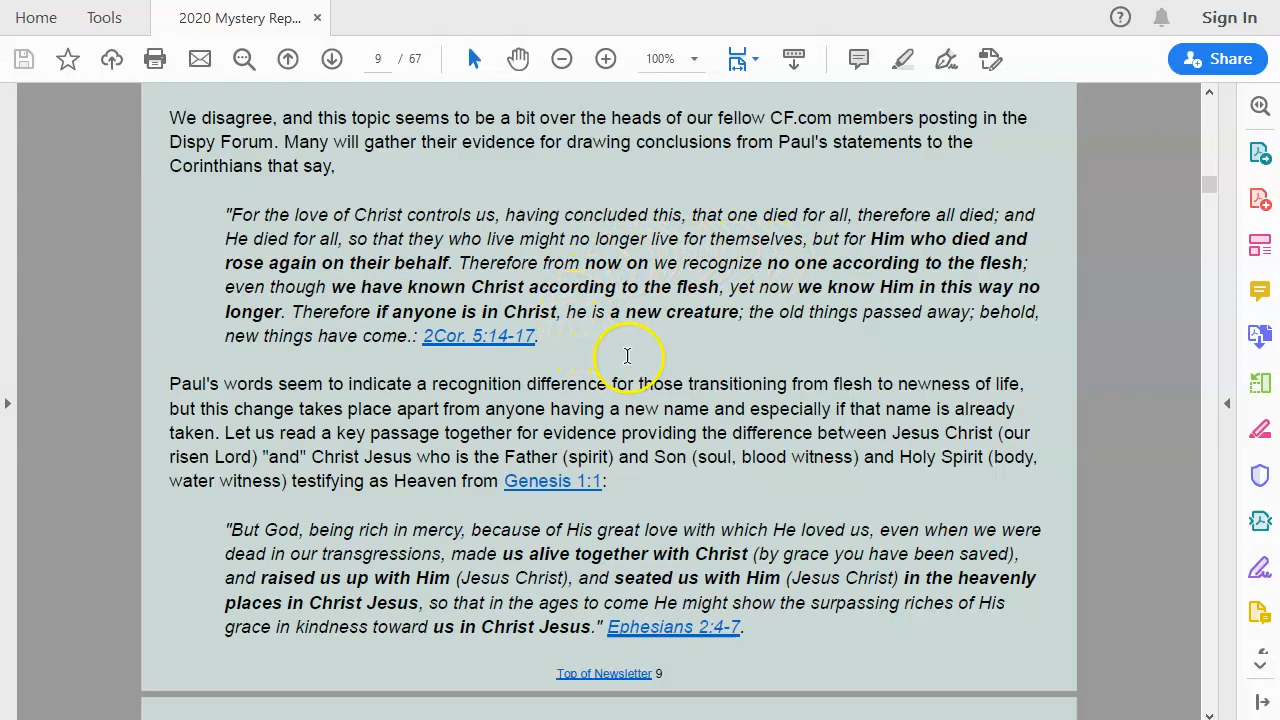 Home Tools 2020 Mystery Rep... × Sign In
9 / 67 100% Share
We disagree, and this topic seems to be a bit over the heads of our fellow CF.com members posting in the
Dispy Forum. Many will gather their evidence for drawing conclusions from Paul's statements to the
Corinthians that say,
"For the love of Christ controls us, having concluded this, that one died for all, therefore all died; and
He died for all, so that they who live might no longer live for themselves, but for Him who died and
rose again on their behalf. Therefore from now on we recognize no one according to the flesh;
even though we have known Christ according to the flesh, yet now we know Him in this way no
longer. Therefore if anyone is in Christ, he is a new creature; the old things passed away; behold,
new things have come.: 2Cor. 5:14-17.
Paul's words seem to indicate a recognition difference for those transitioning from flesh to newness of life,
but this change takes place apart from anyone having a new name and especially if that name is already
taken. Let us read a key passage together for evidence providing the difference between Jesus Christ (our
risen Lord) "and" Christ Jesus who is the Father (spirit) and Son (soul, blood witness) and Holy Spirit (body,
water witness) testifying as Heaven from Genesis 1:1:
"But God, being rich in mercy, because of His great love with which He loved us, even when we were
dead in our transgressions, made us alive together with Christ (by grace you have been saved),
and raised us up with Him (Jesus Christ), and seated us with Him (Jesus Christ) in the heavenly
places in Christ Jesus, so that in the ages to come He might show the surpassing riches of His
grace in kindness toward us in Christ Jesus." Ephesians 2:4-7.
Top of Newsletter 9